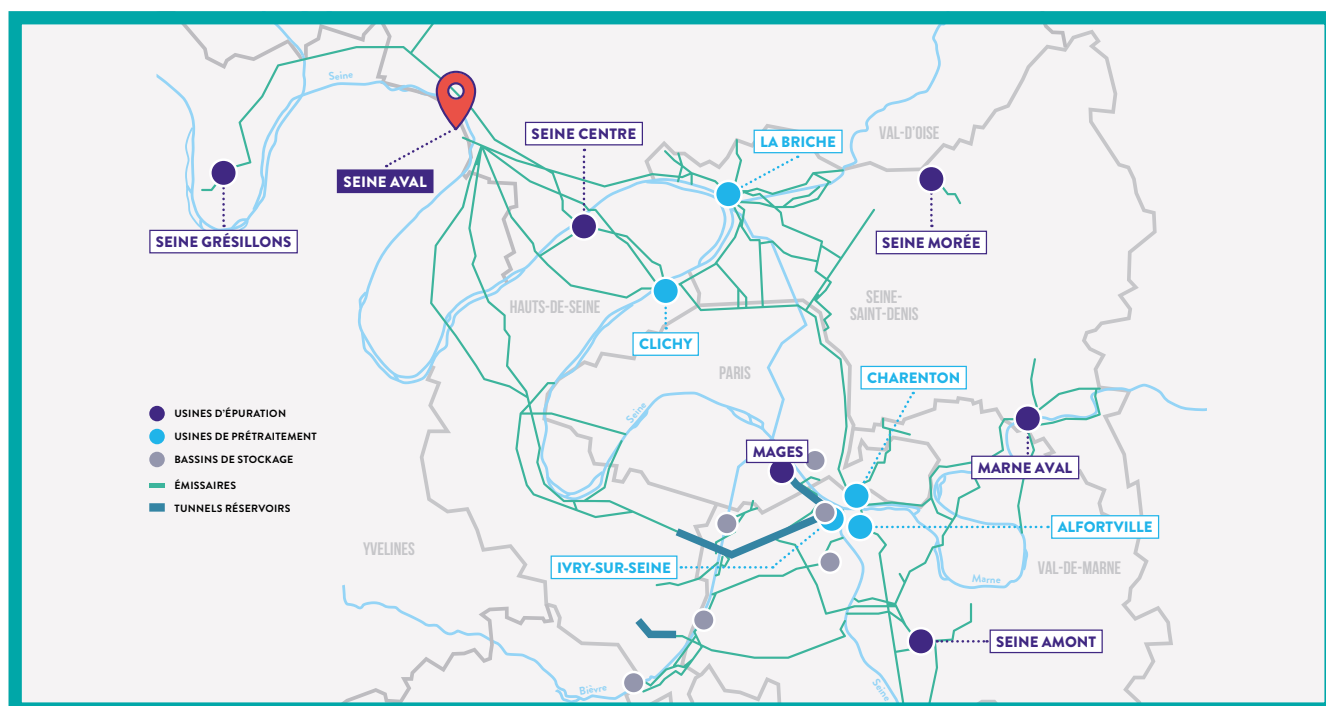 Seine
SEINE CENTRE
LA BRICHE
VAL-D'OISE
SEINE AVAL
SEINE GRÉSILLONS
SEINE MORÉE
HAUTS-DE-SEINE
SEINE-
SAINT-DENIS
CLICHY
PARIS
CHARENTON
Seine
USINES D'ÉPURATION
USINES DE PRÉTRAITEMENT
BASSINS DE STOCKAGE
ÉMISSAIRES
TUNNELS RÉSERVOIRS
MAGES
MARNE AVAL
ALFORTVILLE
YVELINES
IVRY-SUR-SEINE
VAL-DE-MARNE
Marne
SEINE AMONT
Bièvre
Seine